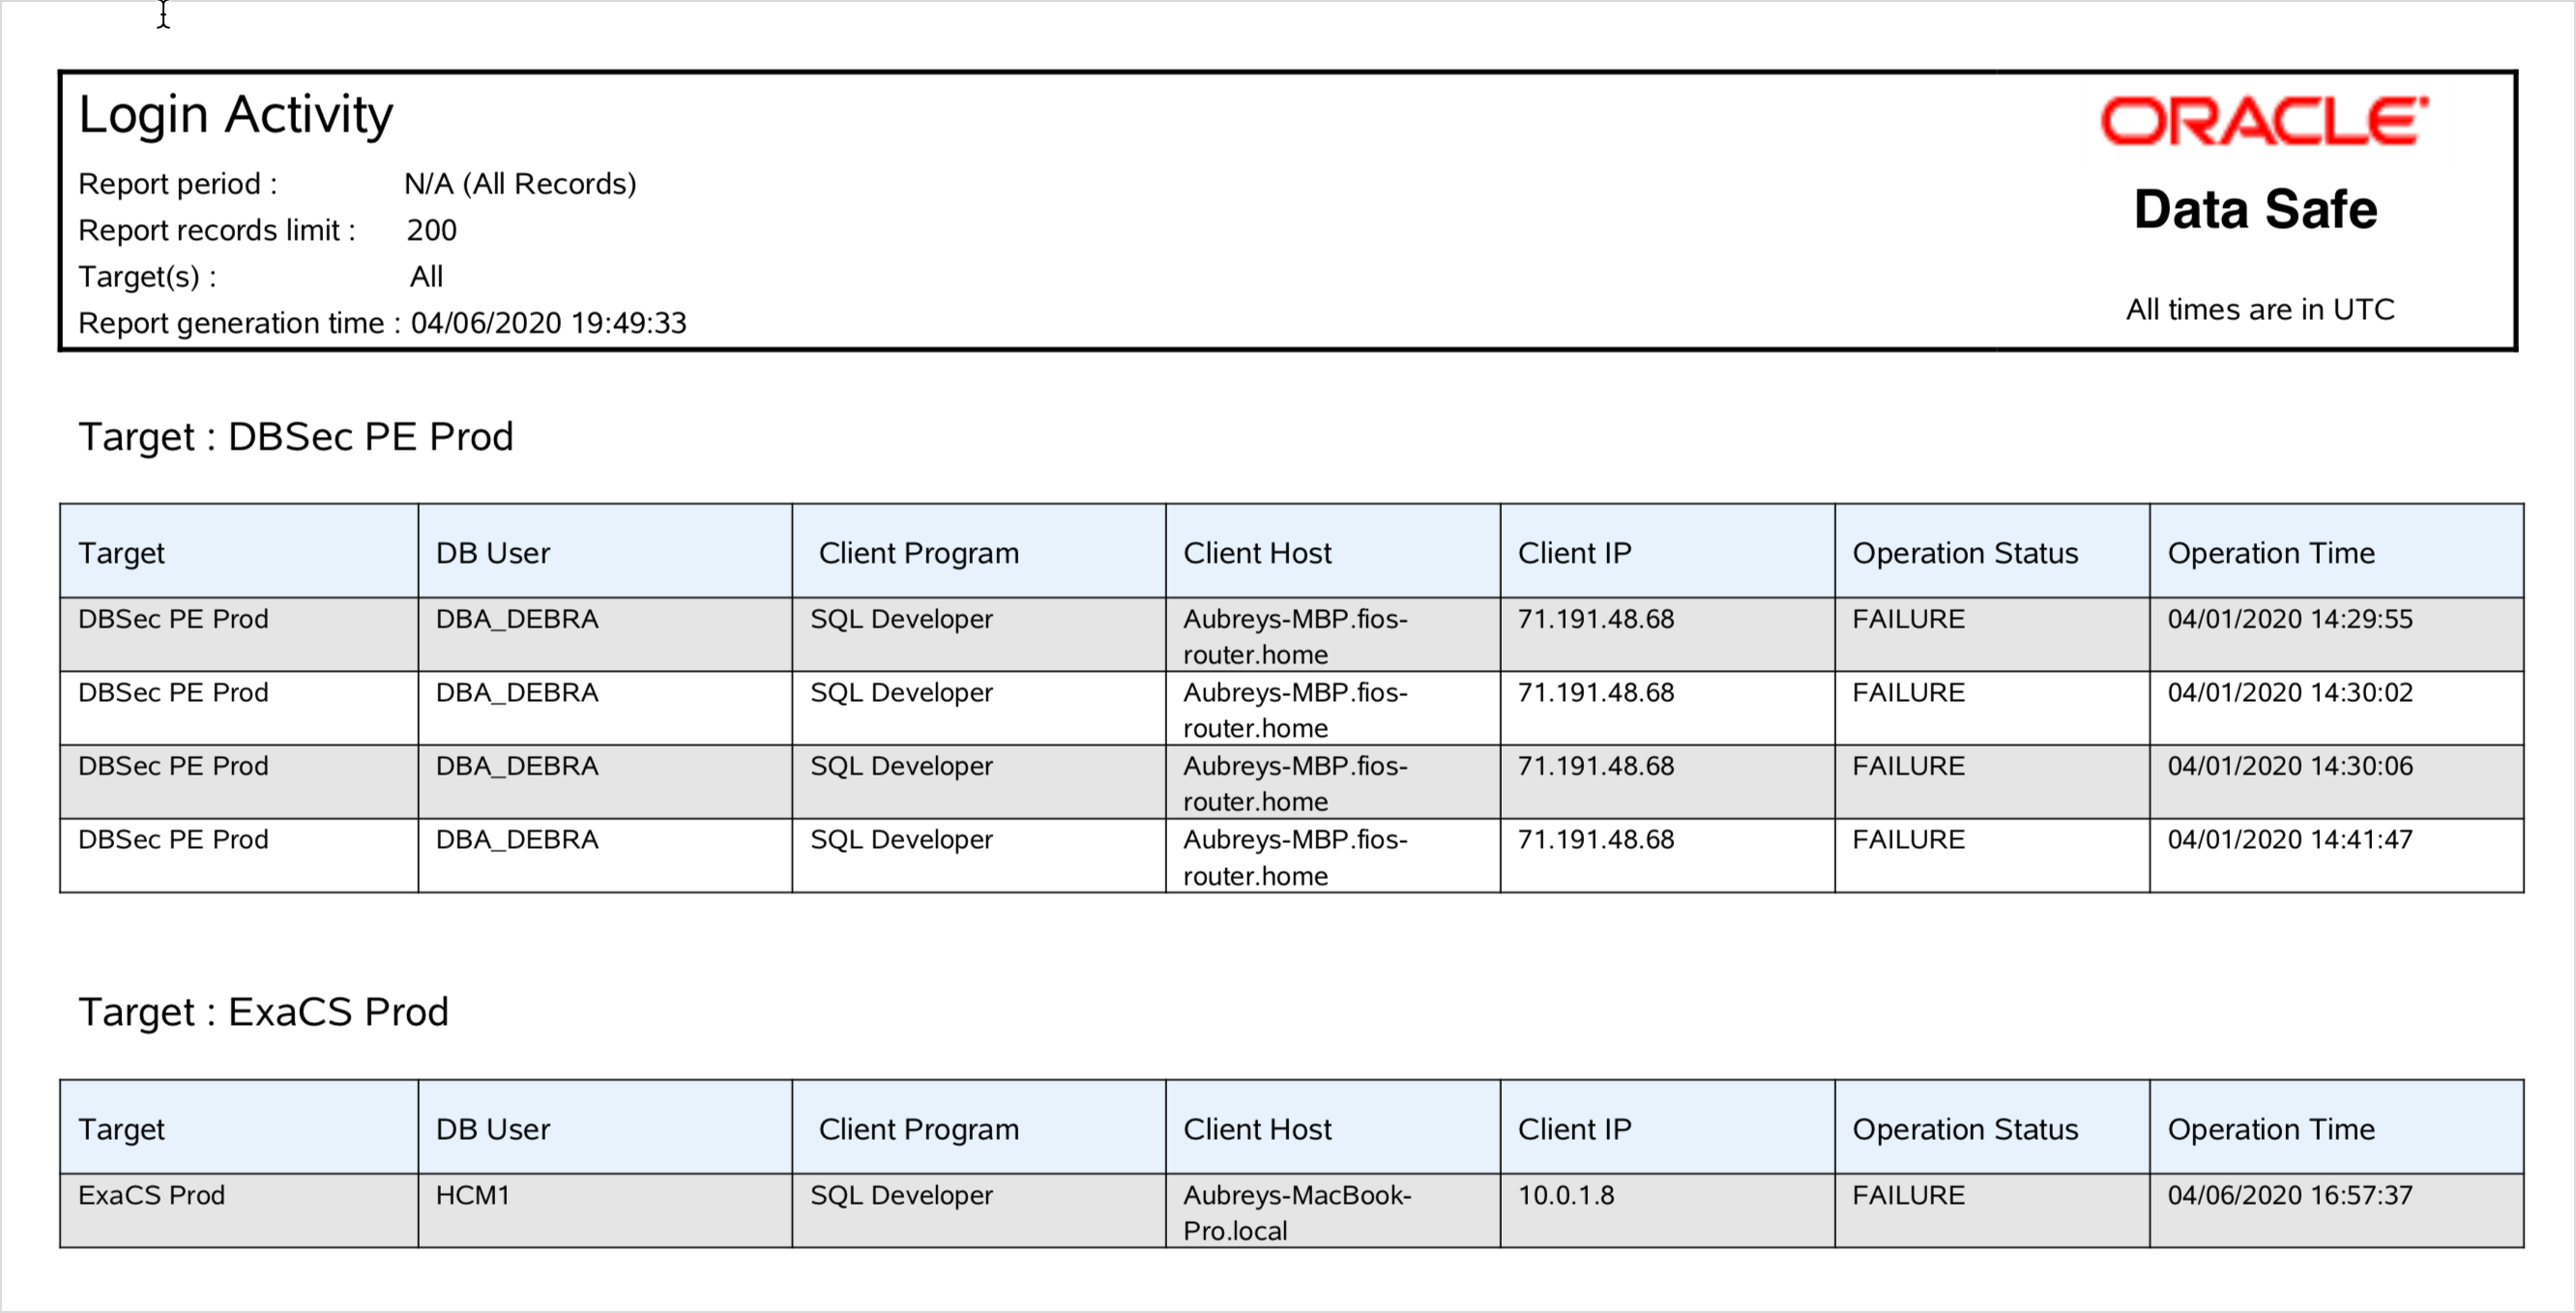 Login Activity
ORACLE
Report period : N/A (All Records)
Data Safe
Report records limit : 200
Target(s) : All
All times are in UTC
Report generation time : 04/06/2020 19:49:33
Target : DBSec PE Prod
Target DB User Client Program Client Host Client IP Operation Status Operation Time
DBSec PE Prod DBA_DEBRA SQL Developer Aubreys-MBP.fios- 71.191.48.68 FAILURE 04/01/2020 14:29:55
router.home
DBSec PE Prod DBA_DEBRA SQL Developer Aubreys-MBP.fios- 71.191.48.68 FAILURE 04/01/2020 14:30:02
router.home
DBSec PE Prod DBA_DEBRA SQL Developer Aubreys-MBP.fios- 71.191.48.68 FAILURE 04/01/2020 14:30:06
router.home
DBSec PE Prod DBA_DEBRA SQL Developer Aubreys-MBP.fios- 71.191.48.68 FAILURE 04/01/2020 14:41:47
router.home
Target : ExaCS Prod
Target DB User Client Program Client Host Client IP Operation Status Operation Time
ExaCS Prod HCM1 SQL Developer Aubreys-MacBook- 10.0.1.8 FAILURE 04/06/2020 16:57:37
Pro.local